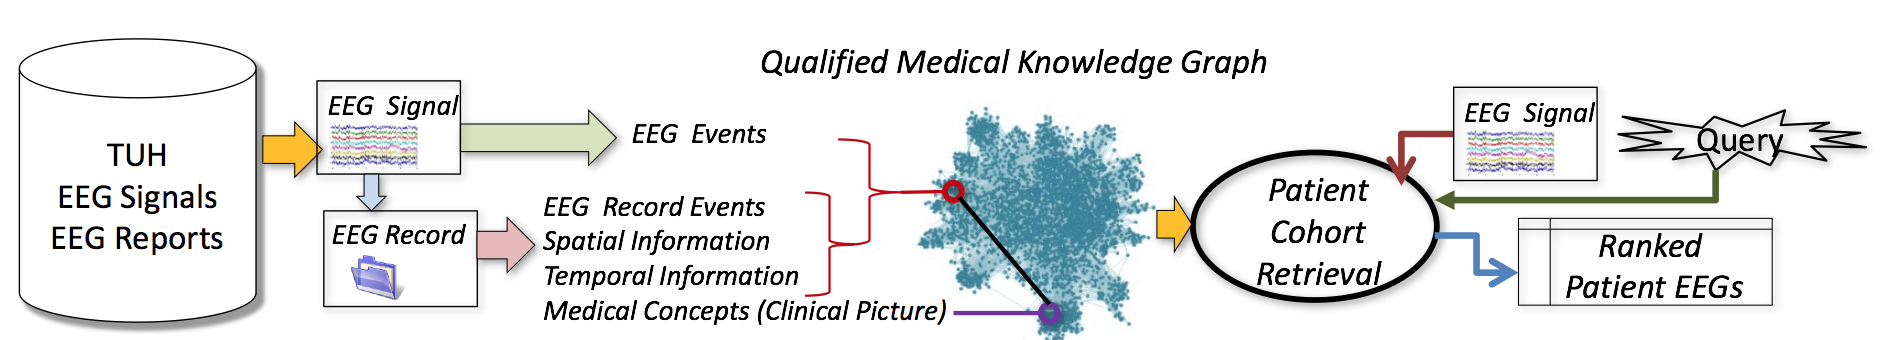 Qualified Medical Knowledge Graph
TUH
EEG Signals
EEG Reports
EEG Signal
EEG Record
EEG Events
EEG Record Events
Spatial Information
Temporal Information
Medical Concepts (Clinical Picture)
Patient
Cohort
Retrieval
EEG Signal
Query
Ranked
Patient EEGs